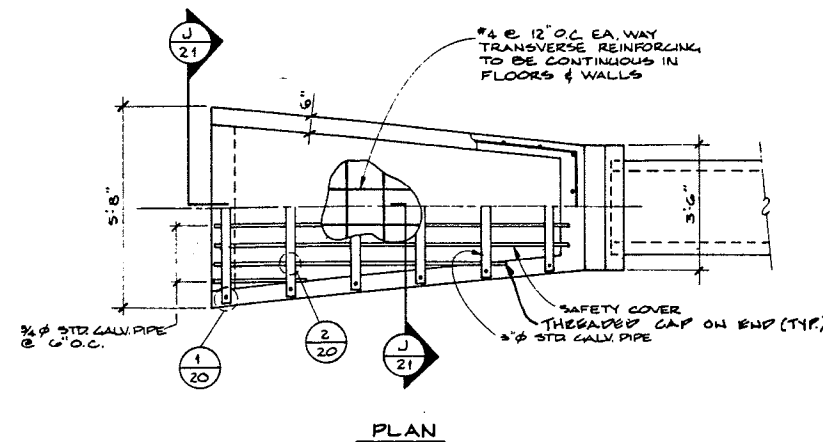 J
21
#4 @ 12" O.C. EA. WAY
TRANSVERSE REINFORCING
TO BE CONTINUOUS IN
FLOORS & WALLS
6"
5'8"
3'6"
3/4 Ø STD. GALV. PIPE
@ 6" O.C.
1
20
2
20
J
21
SAFETY COVER
THREADED CAP ON END (TYP.)
3"Ø STD. GALV. PIPE
PLAN